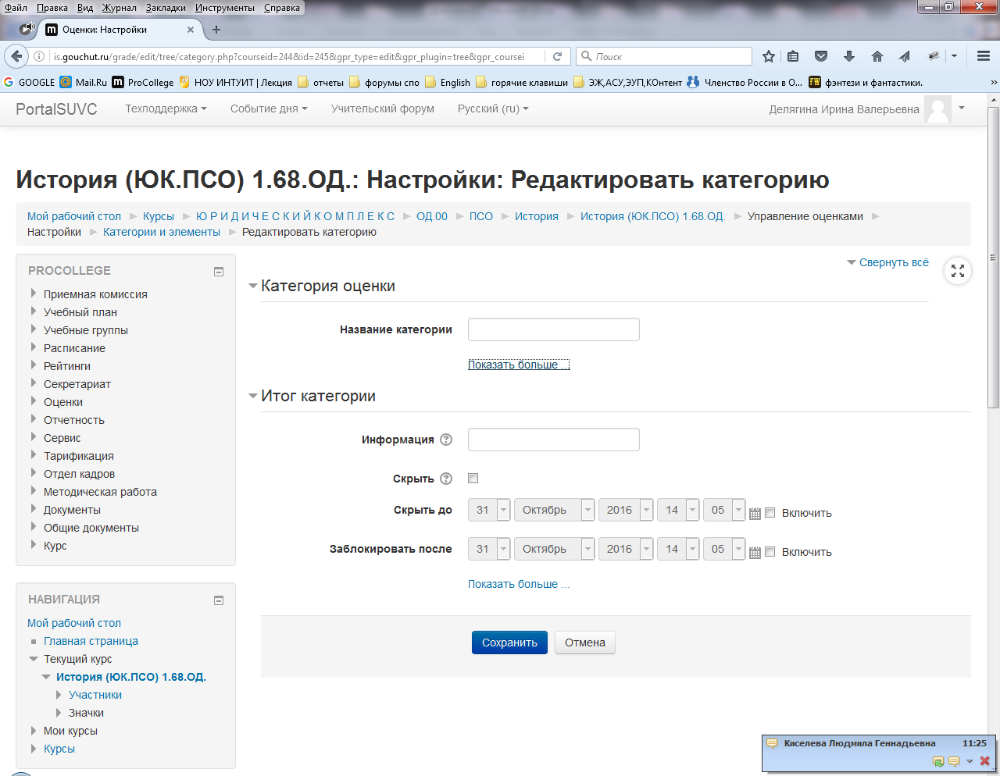 Файл Правка Вид Журнал Закладки Инструменты Справка
Оценки: Настройки
is.gouchut.ru/grade/edit/tree/category.php?courseid=244&id=245&gpr_type=edit&gpr_plugin=tree&gpr_coursei
Поиск
GOOGLE Mail.Ru ProCollege НОУ ИНТУИТ | Лекция отчеты форумы спо English горячие клавиши ЭЖ,АСУ,ЭУП,КОнтент Членство России в О... фэнтези и фантастики.
PortalSUVC Техподдержка Событие дня Учительский форум Русский (ru) Делягина Ирина Валерьевна
История (ЮК.ПСО) 1.68.ОД.: Настройки: Редактировать категорию
Мой рабочий стол Курсы Ю Р И Д И Ч Е С К И Й К О М П Л Е К С ОД.00 ПСО История История (ЮК.ПСО) 1.68.ОД. Управление оценками
Настройки Категории и элементы Редактировать категорию
PROCOLLEGE
Приемная комиссия
Учебный план
Учебные группы
Расписание
Рейтинги
Секретариат
Оценки
Отчетность
Сервис
Тарификация
Отдел кадров
Методическая работа
Документы
Общие документы
Курс
НАВИГАЦИЯ
Мой рабочий стол
Главная страница
Текущий курс
История (ЮК.ПСО) 1.68.ОД.
Участники
Значки
Мои курсы
Курсы
Свернуть всё
Категория оценки
Название категории
Показать больше ...
Итог категории
Информация
Скрыть
Скрыть до 31 Октябрь 2016 14 05 Включить
Заблокировать после 31 Октябрь 2016 14 05 Включить
Показать больше ...
Сохранить Отмена
Киселева Людмила Геннадьевна 11:25